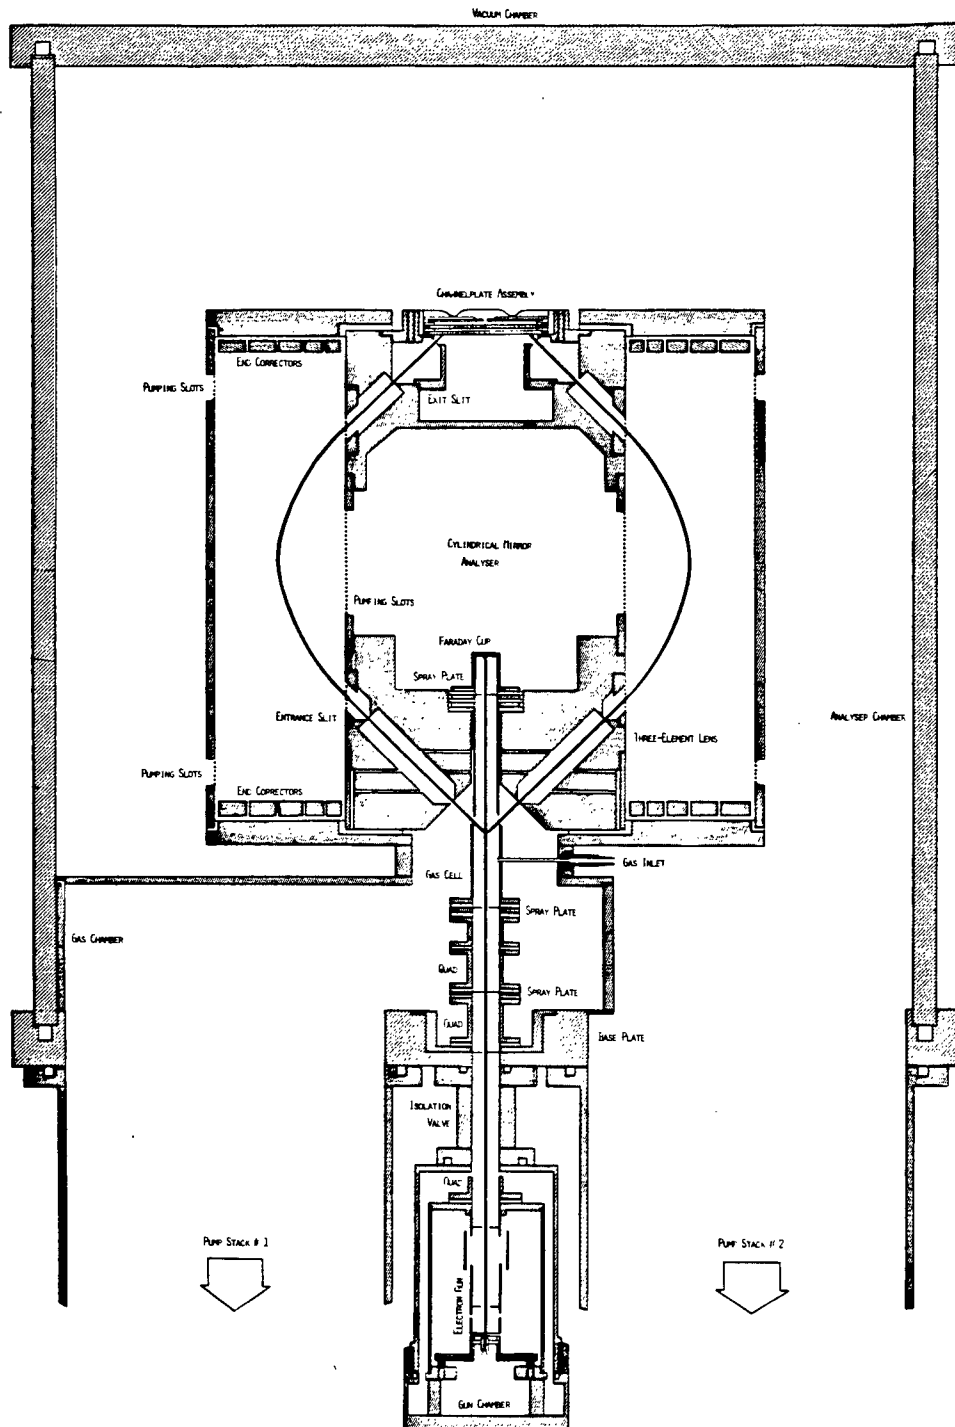 VACUUM CHAMBER
CHANNELPLATE ASSEMBLY
END CORRECTORS
END CORRECTORS
PUMPING SLOTS
EXIT SLIT
CYLINDRICAL MIRROR
ANALYSER
PUMPING SLOTS
FARADAY CUP
SPRAY PLATE
ENTRANCE SLIT
ANALYSER CHAMBER
THREE-ELEMENT LENS
PUMPING SLOTS
END CORRECTORS
GAS INLET
GAS CELL
SPRAY PLATE
GAS CHAMBER
QUAD
SPRAY PLATE
QUAD
BASE PLATE
ISOLATION
VALVE
QUAD
PUMP STACK # 1
PUMP STACK # 2
ELECTRON GUN
GUN CHAMBER